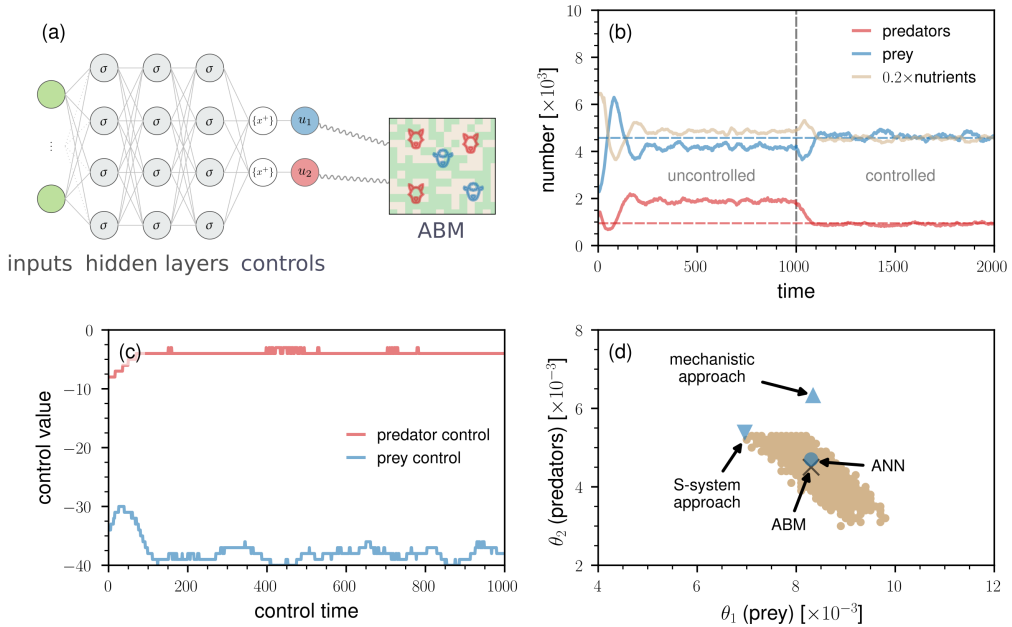 (a)
σ σ σ
σ σ σ {x⁺} u₁
⋮
σ σ σ {x⁺} u₂
σ σ σ
ABM
inputs hidden layers controls
(b)
predators
prey
0.2×nutrients
uncontrolled
controlled
number [×10³]
10
8
6
4
2
0
0 500 1000 1500 2000
time
(c)
predator control
prey control
control value
0
−10
−20
−30
−40
0 200 400 600 800 1000
control time
(d)
mechanistic
approach
S-system
approach
ANN
ABM
θ₂ (predators) [×10⁻³]
8
6
4
2
4 6 8 10 12
θ₁ (prey) [×10⁻³]